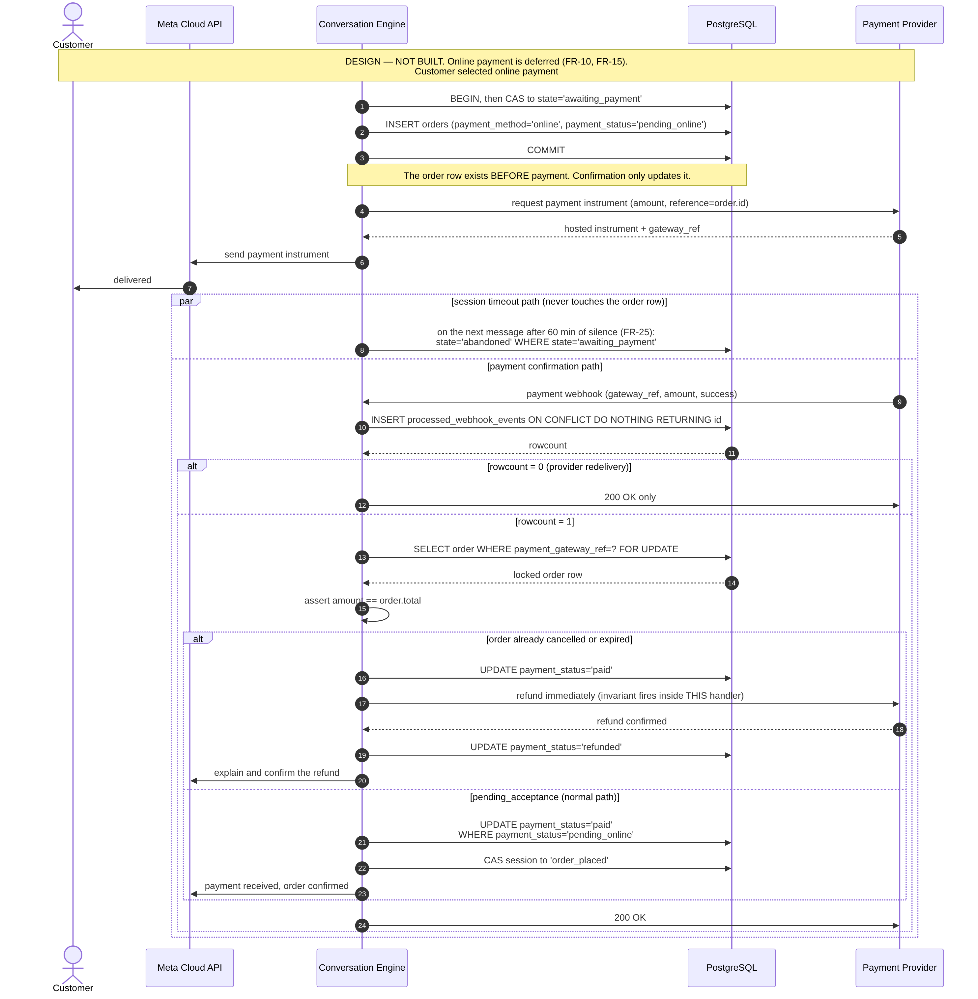 Customer
Meta Cloud API
Conversation Engine
PostgreSQL
Payment Provider
DESIGN — NOT BUILT. Online payment is deferred (FR-10, FR-15).
Customer selected online payment
BEGIN, then CAS to state='awaiting_payment'
1
INSERT orders (payment_method='online', payment_status='pending_online')
2
COMMIT
3
The order row exists BEFORE payment. Confirmation only updates it.
request payment instrument (amount, reference=order.id)
4
hosted instrument + gateway_ref
5
send payment instrument
6
delivered
7
par
[session timeout path (never touches the order row)]
on the next message after 60 min of silence (FR-25):
state='abandoned' WHERE state='awaiting_payment'
8
[payment confirmation path]
payment webhook (gateway_ref, amount, success)
9
INSERT processed_webhook_events ON CONFLICT DO NOTHING RETURNING id
10
rowcount
11
alt
[rowcount = 0 (provider redelivery)]
200 OK only
12
[rowcount = 1]
SELECT order WHERE payment_gateway_ref=? FOR UPDATE
13
locked order row
14
assert amount == order.total
15
alt
[order already cancelled or expired]
UPDATE payment_status='paid'
16
refund immediately (invariant fires inside THIS handler)
17
refund confirmed
18
UPDATE payment_status='refunded'
19
explain and confirm the refund
20
[pending_acceptance (normal path)]
UPDATE payment_status='paid'
WHERE payment_status='pending_online'
21
CAS session to 'order_placed'
22
payment received, order confirmed
23
200 OK
24
Customer
Meta Cloud API
Conversation Engine
PostgreSQL
Payment Provider